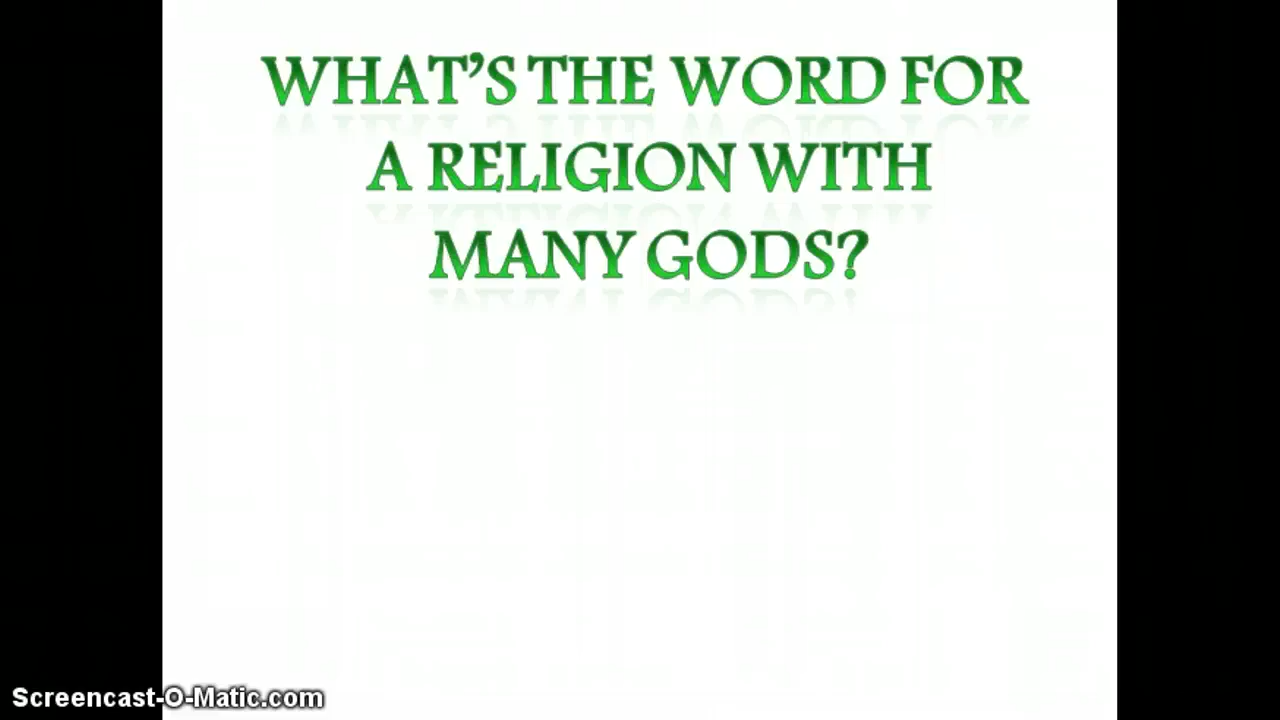 WHAT'S THE WORD FOR
A RELIGION WITH
MANY GODS?
Screencast-O-Matic.com